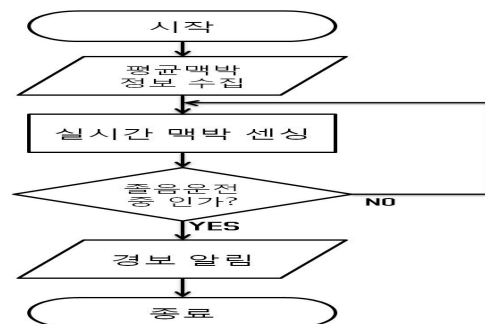 시작
평균맥박
정보 수집
실시간 맥박 센싱
졸음운전
중 인가?
NO
YES
경보 알림
종료